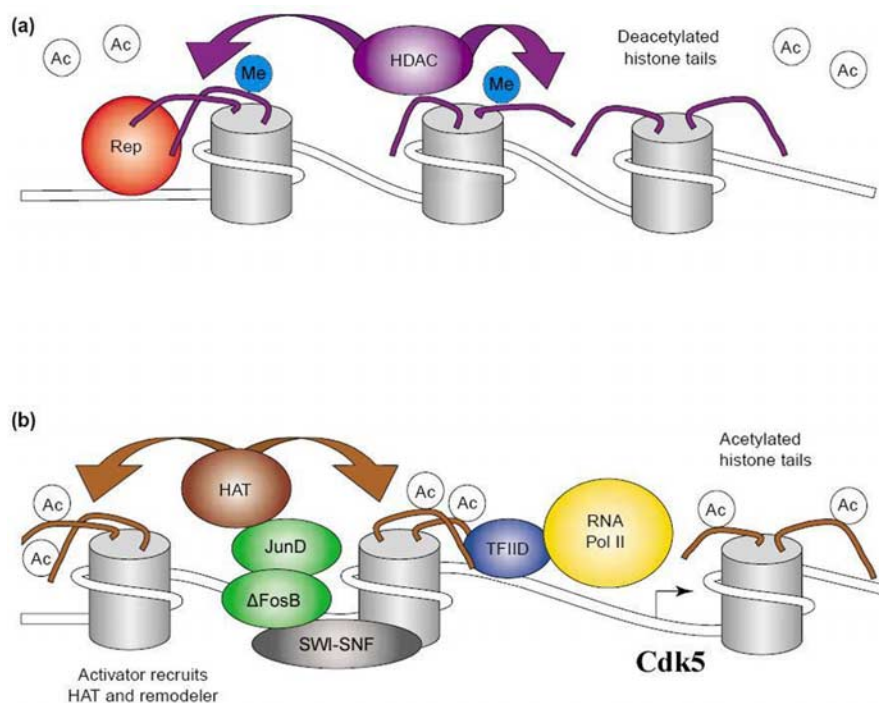 (a)
Ac
Ac
HDAC
Deacetylated
histone tails
Ac
Ac
Me
Me
Rep
(b)
HAT
Acetylated
histone tails
Ac
Ac
Ac
Ac
RNA
Pol II
Ac
Ac
JunD
TFIID
ΔFosB
SWI-SNF
Cdk5
Activator recruits
HAT and remodeler